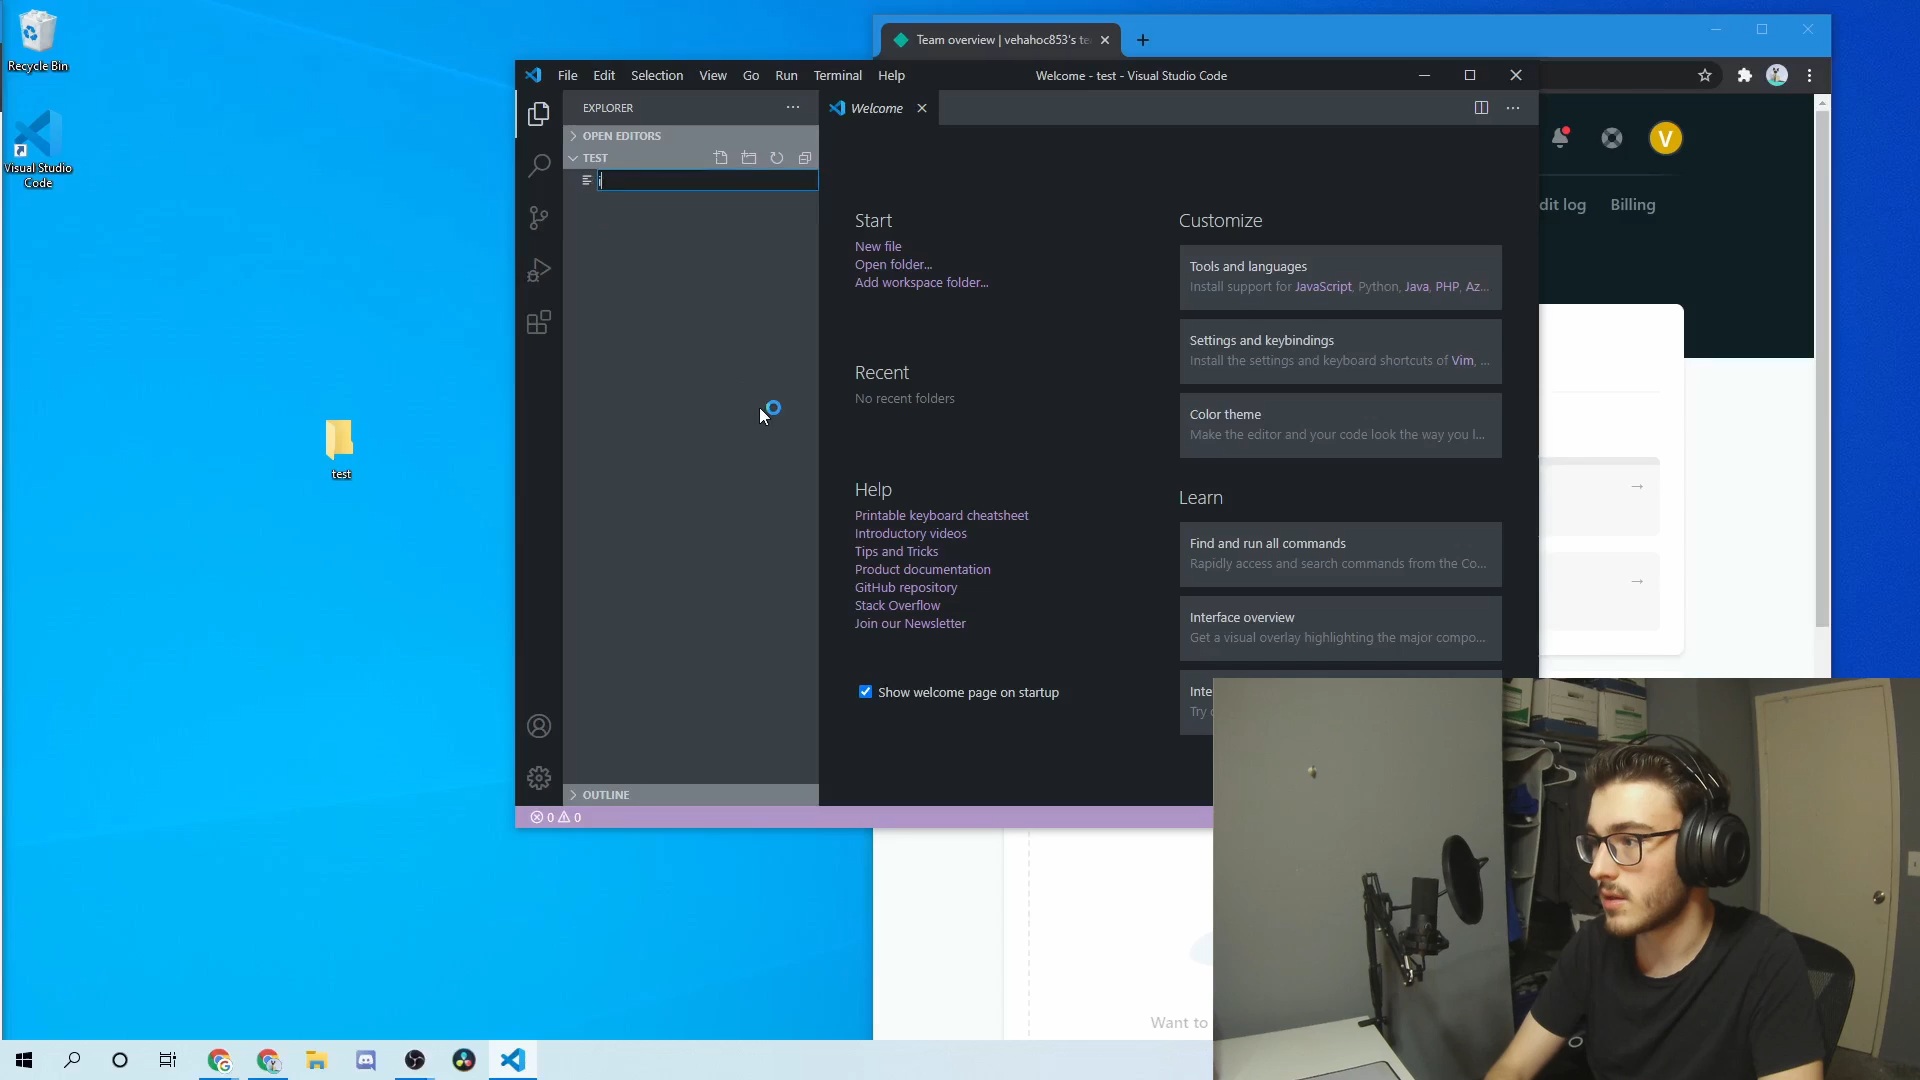 Recycle Bin
Visual Studio
Code
test
Team overview | vehahoc853's te
File Edit Selection View Go Run Terminal Help
Welcome - test - Visual Studio Code
EXPLORER
OPEN EDITORS
TEST
i
OUTLINE
0 0
Welcome
Start
New file
Open folder...
Add workspace folder...
Recent
No recent folders
Help
Printable keyboard cheatsheet
Introductory videos
Tips and Tricks
Product documentation
GitHub repository
Stack Overflow
Join our Newsletter
Show welcome page on startup
Customize
Tools and languages
Install support for JavaScript, Python, Java, PHP, Az...
Settings and keybindings
Install the settings and keyboard shortcuts of Vim, ...
Color theme
Make the editor and your code look the way you l...
Learn
Find and run all commands
Rapidly access and search commands from the Co...
Interface overview
Get a visual overlay highlighting the major compo...
Inte
Try
V
dit log Billing
Want to